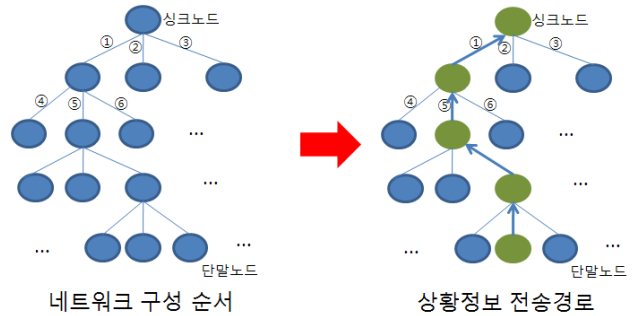 싱크노드
① ② ③
④ ⑤ ⑥
...
...
... ...
단말노드
네트워크 구성 순서
싱크노드
① ② ③
④ ⑤ ⑥
...
...
... ...
단말노드
상황정보 전송경로